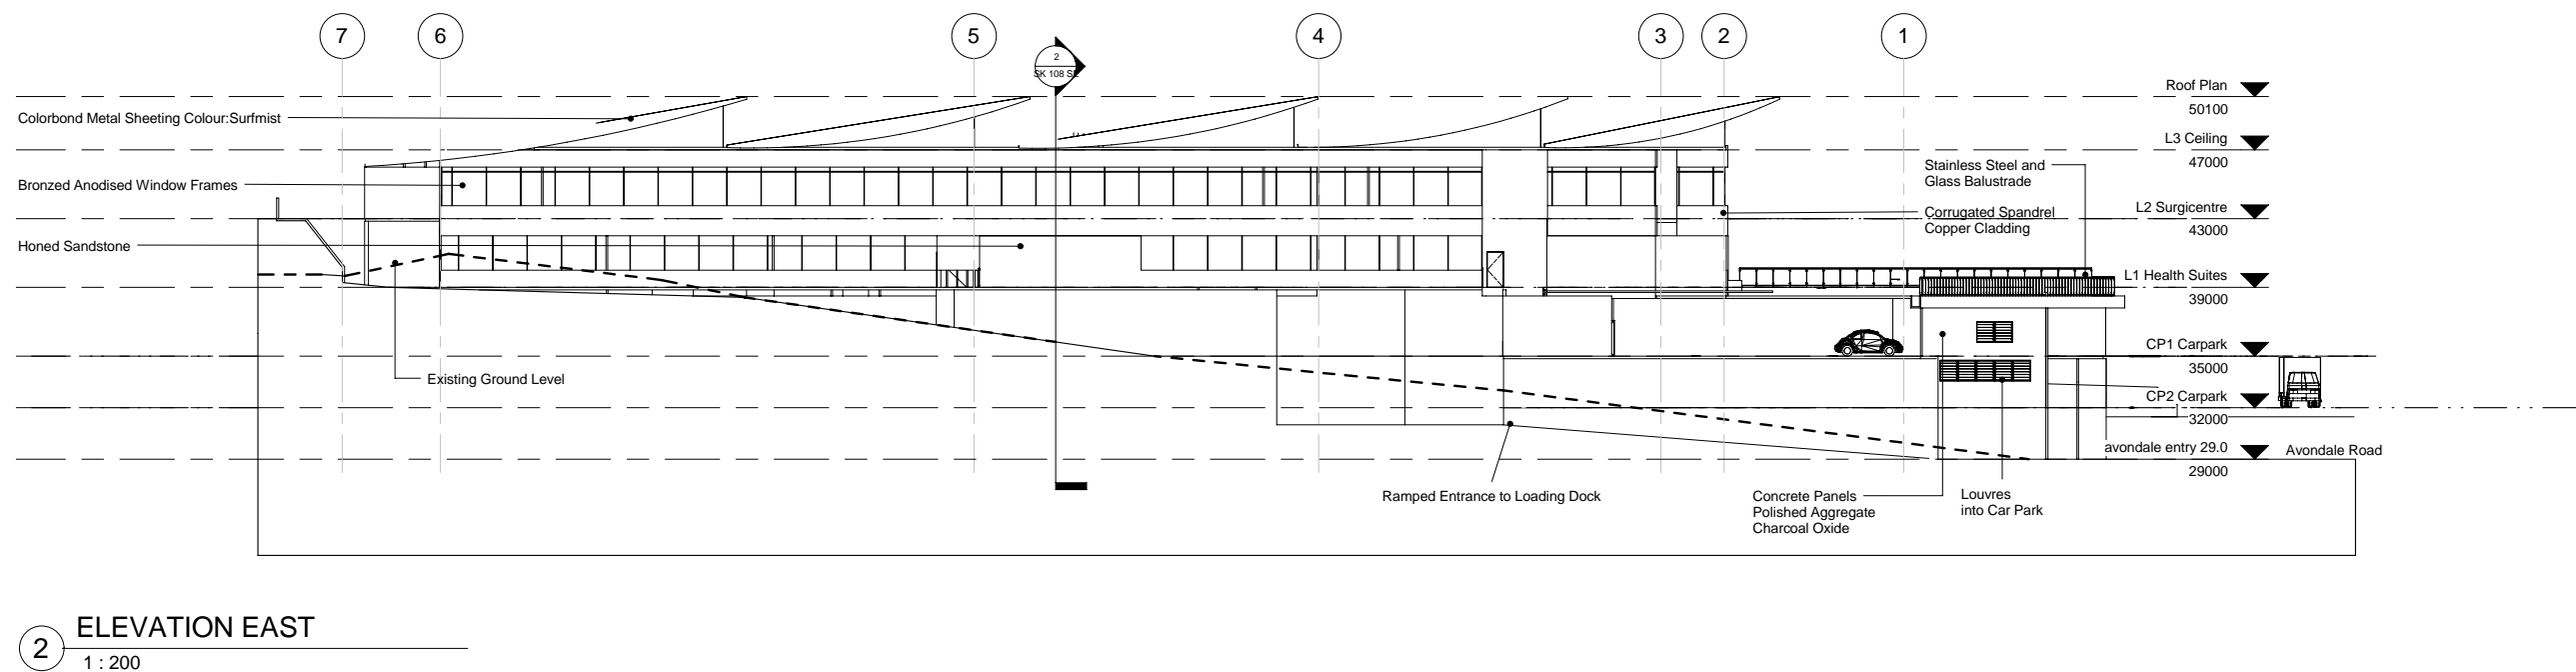 7
6
5
4
3
2
1
2
Roof Plan
50100
Colorbond Metal Sheeting Colour:Surfmist
L3 Ceiling
47000
Stainless Steel and
Glass Balustrade
Bronzed Anodised Window Frames
L2 Surgicentre
43000
Corrugated Spandrel
Copper Cladding
Honed Sandstone
L1 Health Suites
39000
CP1 Carpark
35000
Existing Ground Level
CP2 Carpark
32000
avondale entry 29.0
29000
Avondale Road
Ramped Entrance to Loading Dock
Concrete Panels
Polished Aggregate
Charcoal Oxide
Louvres
into Car Park
2
ELEVATION EAST
1 : 200